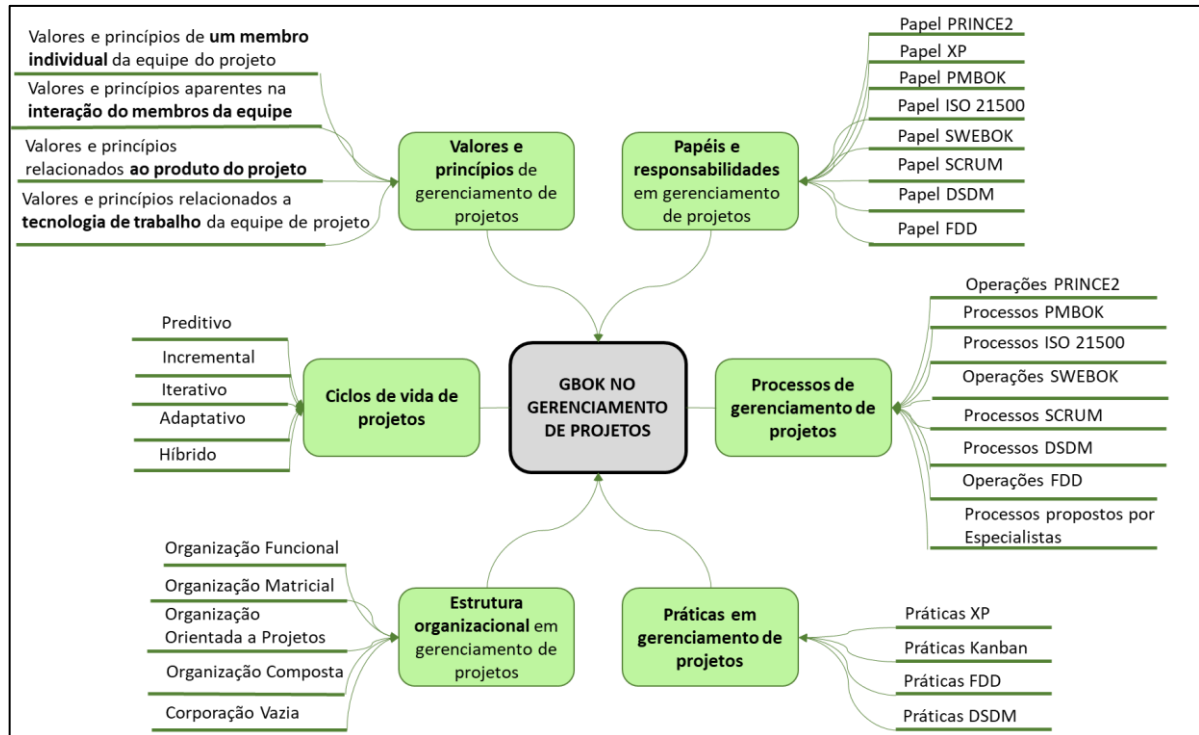 Valores e princípios de um membro
individual da equipe do projeto
Valores e princípios aparentes na
interação do membros da equipe
Valores e princípios
relacionados ao produto do projeto
Valores e princípios relacionados a
tecnologia de trabalho da equipe de projeto
Valores e
princípios de
gerenciamento de
projetos
Papéis e
responsabilidades
em gerenciamento
de projetos
Papel PRINCE2
Papel XP
Papel PMBOK
Papel ISO 21500
Papel SWEBOK
Papel SCRUM
Papel DSDM
Papel FDD
Preditivo
Incremental
Iterativo
Adaptativo
Híbrido
Ciclos de vida de
projetos
GBOK NO
GERENCIAMENTO
DE PROJETOS
Processos de
gerenciamento de
projetos
Operações PRINCE2
Processos PMBOK
Processos ISO 21500
Operações SWEBOK
Processos SCRUM
Processos DSDM
Operações FDD
Processos propostos por
Especialistas
Organização Funcional
Organização Matricial
Organização
Orientada a Projetos
Organização Composta
Corporação Vazia
Estrutura
organizacional em
gerenciamento de
projetos
Práticas em
gerenciamento de
projetos
Práticas XP
Práticas Kanban
Práticas FDD
Práticas DSDM